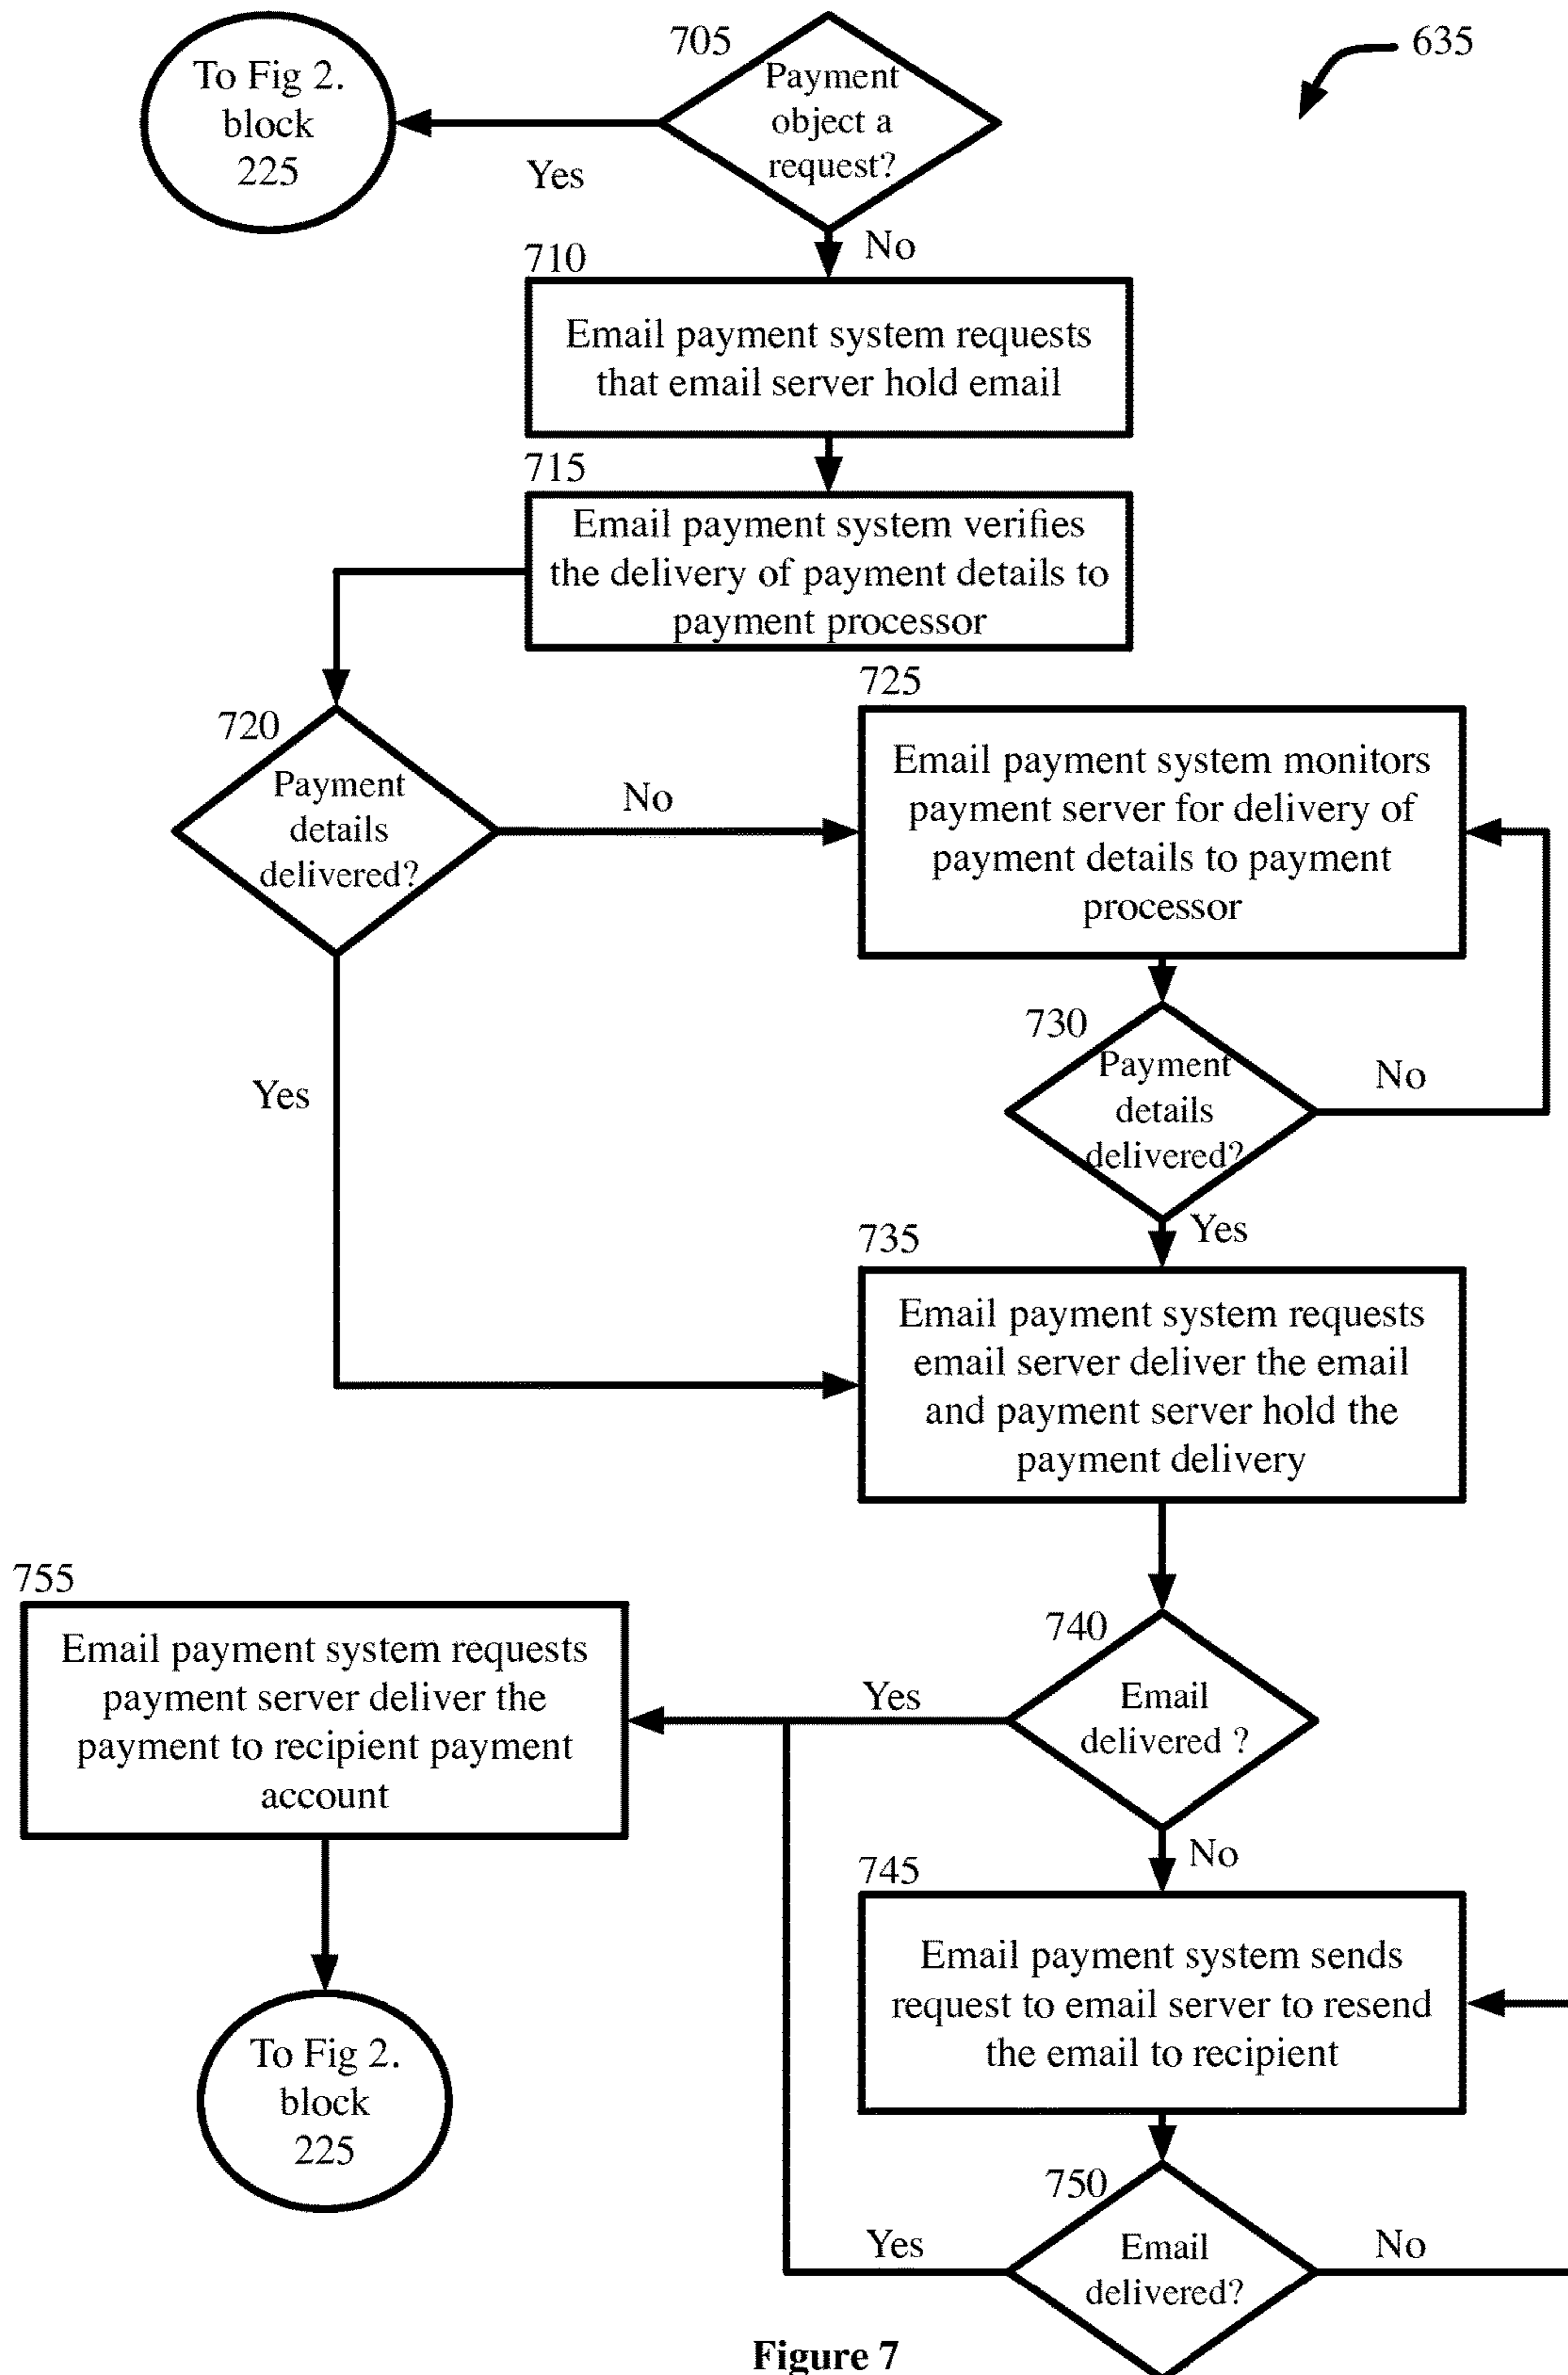 To Fig 2.
block
225
705
Payment
object a
request?
635
Yes
No
710
Email payment system requests
that email server hold email
715
Email payment system verifies
the delivery of payment details to
payment processor
720
Payment
details
delivered?
No
Yes
725
Email payment system monitors
payment server for delivery of
payment details to payment
processor
730
Payment
details
delivered?
No
Yes
735
Email payment system requests
email server deliver the email
and payment server hold the
payment delivery
740
Email
delivered ?
Yes
No
755
Email payment system requests
payment server deliver the
payment to recipient payment
account
To Fig 2.
block
225
745
Email payment system sends
request to email server to resend
the email to recipient
750
Email
delivered?
Yes
No
Figure 7